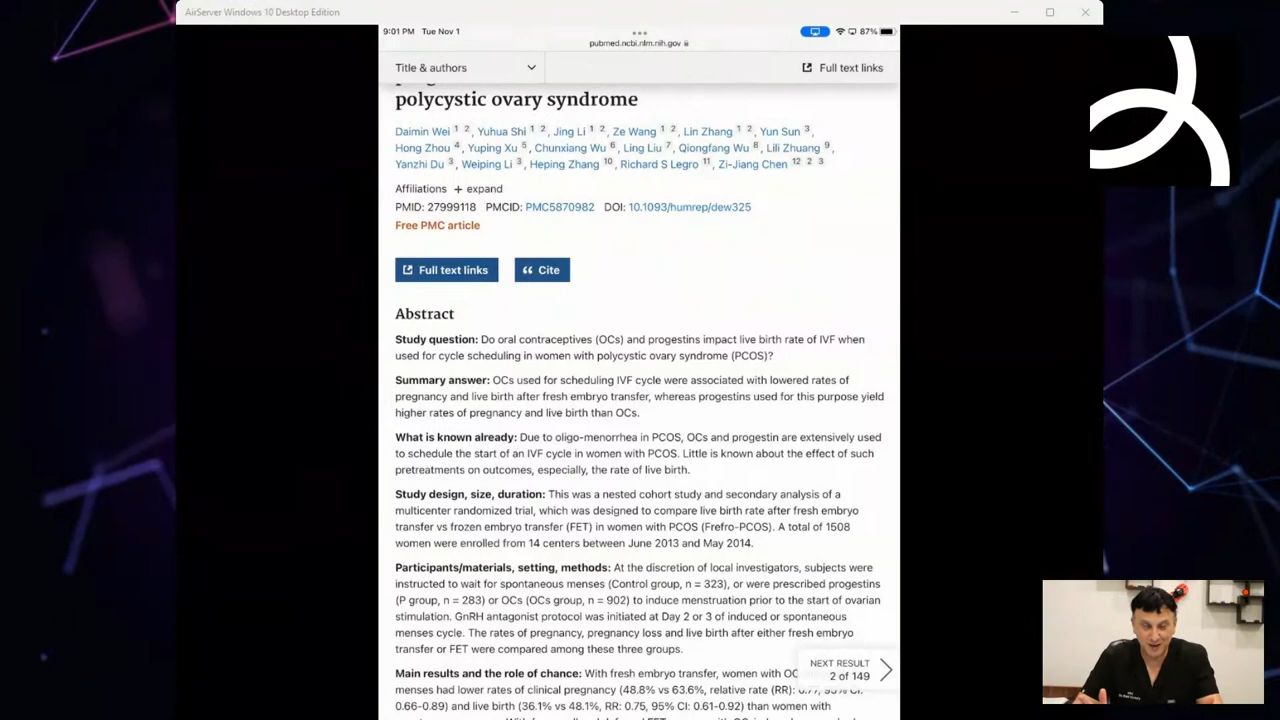 AirServer Windows 10 Desktop Edition
9:01 PM Tue Nov 1
87%
pubmed.ncbi.nlm.nih.gov
Title & authors
Full text links
polycystic ovary syndrome
Daimin Wei 1 2, Yuhua Shi 1 2, Jing Li 1 2, Ze Wang 1 2, Lin Zhang 1 2, Yun Sun 3,
Hong Zhou 4, Yuping Xu 5, Chunxiang Wu 6, Ling Liu 7, Qiongfang Wu 8, Lili Zhuang 9,
Yanzhi Du 3, Weiping Li 3, Heping Zhang 10, Richard S Legro 11, Zi-Jiang Chen 12 2 3
Affiliations + expand
PMID: 27999118 PMCID: PMC5870982 DOI: 10.1093/humrep/dew325
Free PMC article
Full text links
Cite
Abstract
Study question: Do oral contraceptives (OCs) and progestins impact live birth rate of IVF when
used for cycle scheduling in women with polycystic ovary syndrome (PCOS)?
Summary answer: OCs used for scheduling IVF cycle were associated with lowered rates of
pregnancy and live birth after fresh embryo transfer, whereas progestins used for this purpose yield
higher rates of pregnancy and live birth than OCs.
What is known already: Due to oligo-menorrhea in PCOS, OCs and progestin are extensively used
to schedule the start of an IVF cycle in women with PCOS. Little is known about the effect of such
pretreatments on outcomes, especially, the rate of live birth.
Study design, size, duration: This was a nested cohort study and secondary analysis of a
multicenter randomized trial, which was designed to compare live birth rate after fresh embryo
transfer vs frozen embryo transfer (FET) in women with PCOS (Frefro-PCOS). A total of 1508
women were enrolled from 14 centers between June 2013 and May 2014.
Participants/materials, setting, methods: At the discretion of local investigators, subjects were
instructed to wait for spontaneous menses (Control group, n = 323), or were prescribed progestins
(P group, n = 283) or OCs (OCs group, n = 902) to induce menstruation prior to the start of ovarian
stimulation. GnRH antagonist protocol was initiated at Day 2 or 3 of induced or spontaneous
menses cycle. The rates of pregnancy, pregnancy loss and live birth after either fresh embryo
transfer or FET were compared among these three groups.
NEXT RESULT
2 of 149
Main results and the role of chance: With fresh embryo transfer, women with OC
menses had lower rates of clinical pregnancy (48.8% vs 63.6%, relative rate (RR): 0.77, 95% CI:
0.66-0.89) and live birth (36.1% vs 48.1%, RR: 0.75, 95% CI: 0.61-0.92) than women with